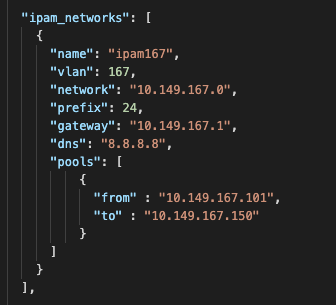 "ipam_networks": [
{
"name": "ipam167",
"vlan": 167,
"network": "10.149.167.0",
"prefix": 24,
"gateway": "10.149.167.1",
"dns": "8.8.8.8",
"pools": [
{
"from" : "10.149.167.101",
"to" : "10.149.167.150"
}
]
}
],